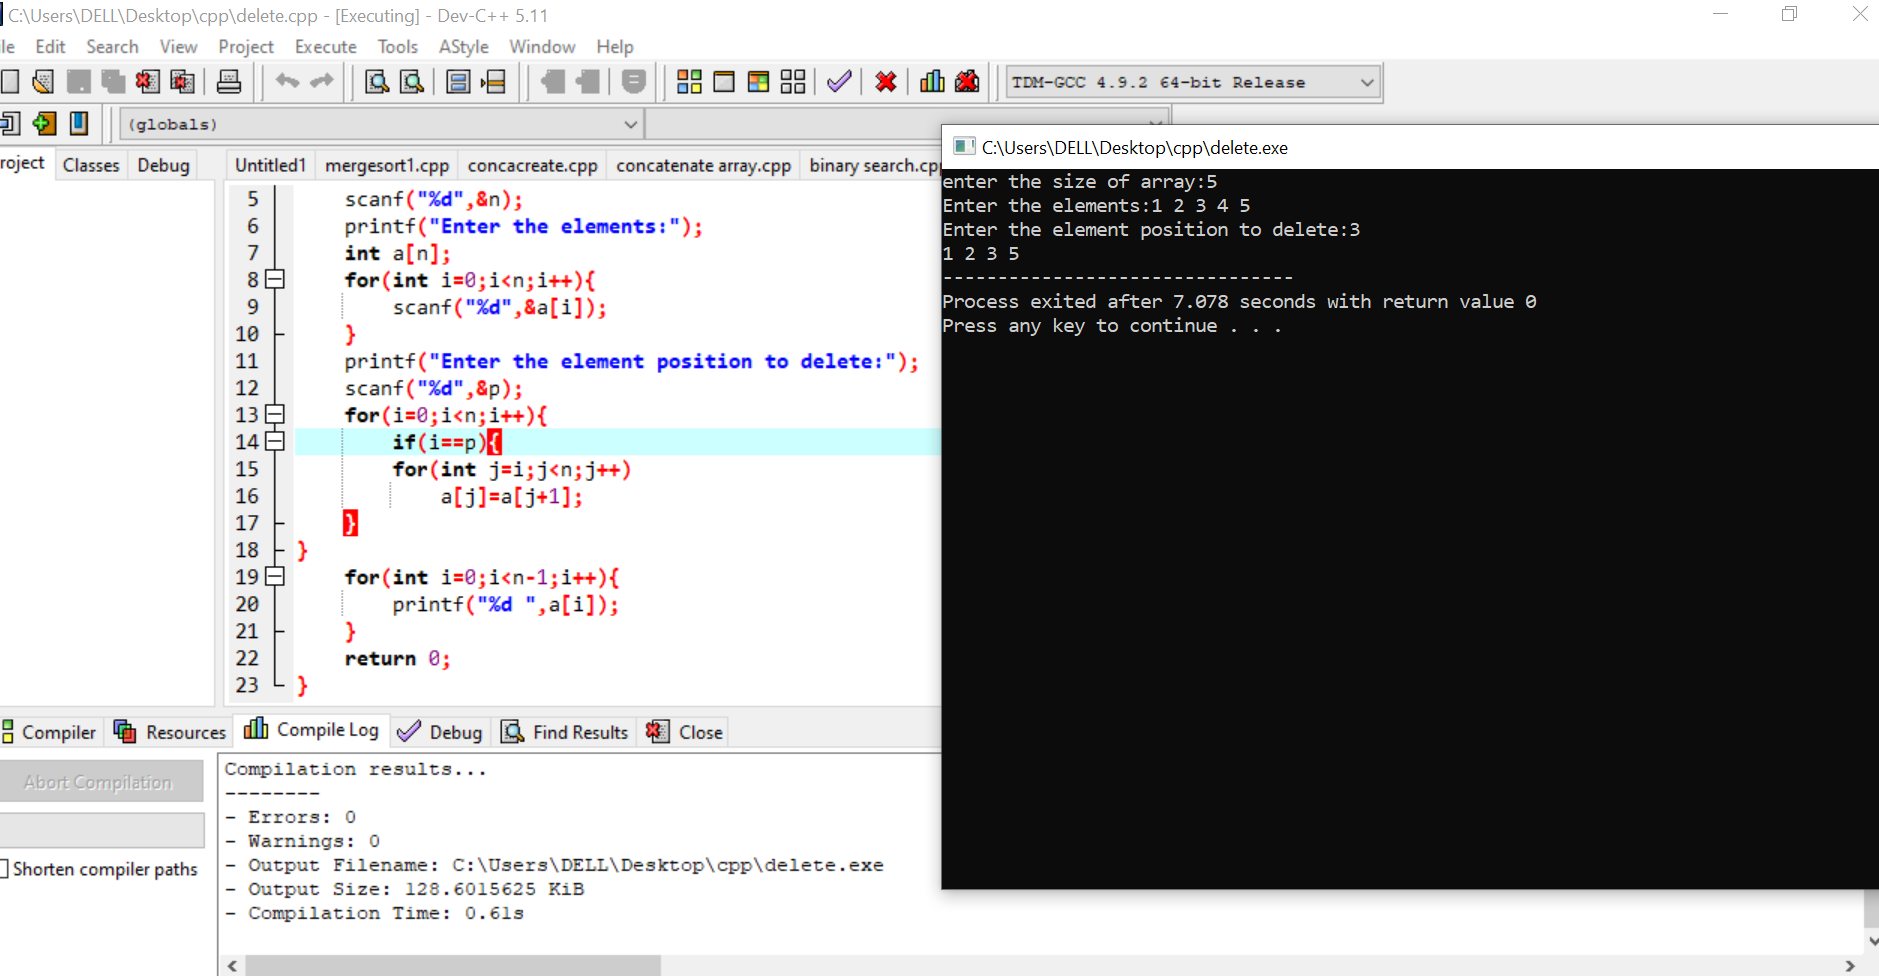 C:\Users\DELL\Desktop\cpp\delete.cpp - [Executing] - Dev-C++ 5.11
le Edit Search View Project Execute Tools AStyle Window Help
TDM-GCC 4.9.2 64-bit Release
(globals)
roject Classes Debug
Untitled1 mergesort1.cpp concacreate.cpp concatenate array.cpp binary search.cp
5 scanf("%d",&n);
6 printf("Enter the elements:");
7 int a[n];
8 for(int i=0;i<n;i++){
9 scanf("%d",&a[i]);
10 }
11 printf("Enter the element position to delete:");
12 scanf("%d",&p);
13 for(i=0;i<n;i++){
14 if(i==p){
15 for(int j=i;j<n;j++)
16 a[j]=a[j+1];
17 }
18 }
19 for(int i=0;i<n-1;i++){
20 printf("%d ",a[i]);
21 }
22 return 0;
23 }
C:\Users\DELL\Desktop\cpp\delete.exe
enter the size of array:5
Enter the elements:1 2 3 4 5
Enter the element position to delete:3
1 2 3 5
--------------------------------
Process exited after 7.078 seconds with return value 0
Press any key to continue . . .
Compiler Resources Compile Log Debug Find Results Close
Abort Compilation
Shorten compiler paths
Compilation results...
--------
- Errors: 0
- Warnings: 0
- Output Filename: C:\Users\DELL\Desktop\cpp\delete.exe
- Output Size: 128.6015625 KiB
- Compilation Time: 0.61s